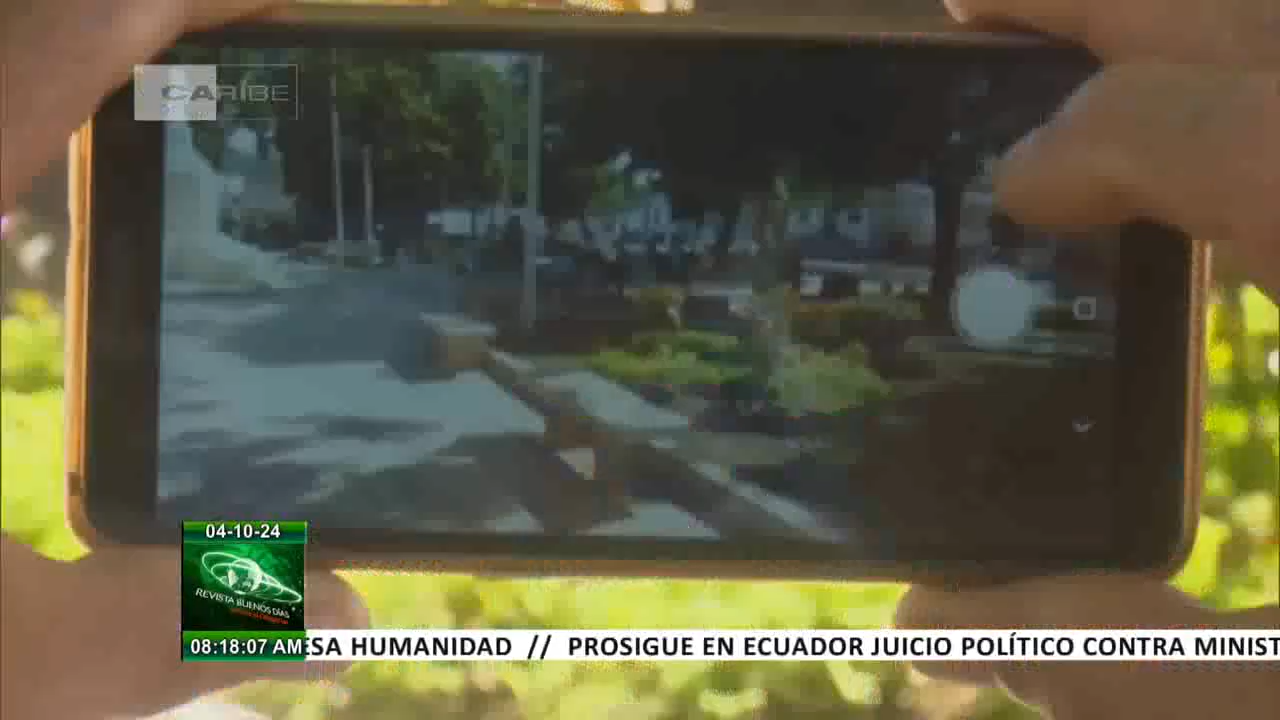 CARIBE
04-10-24
REVISTA BUENOS DÍAS
08:18:07 AM
ESA HUMANIDAD // PROSIGUE EN ECUADOR JUICIO POLÍTICO CONTRA MINIST